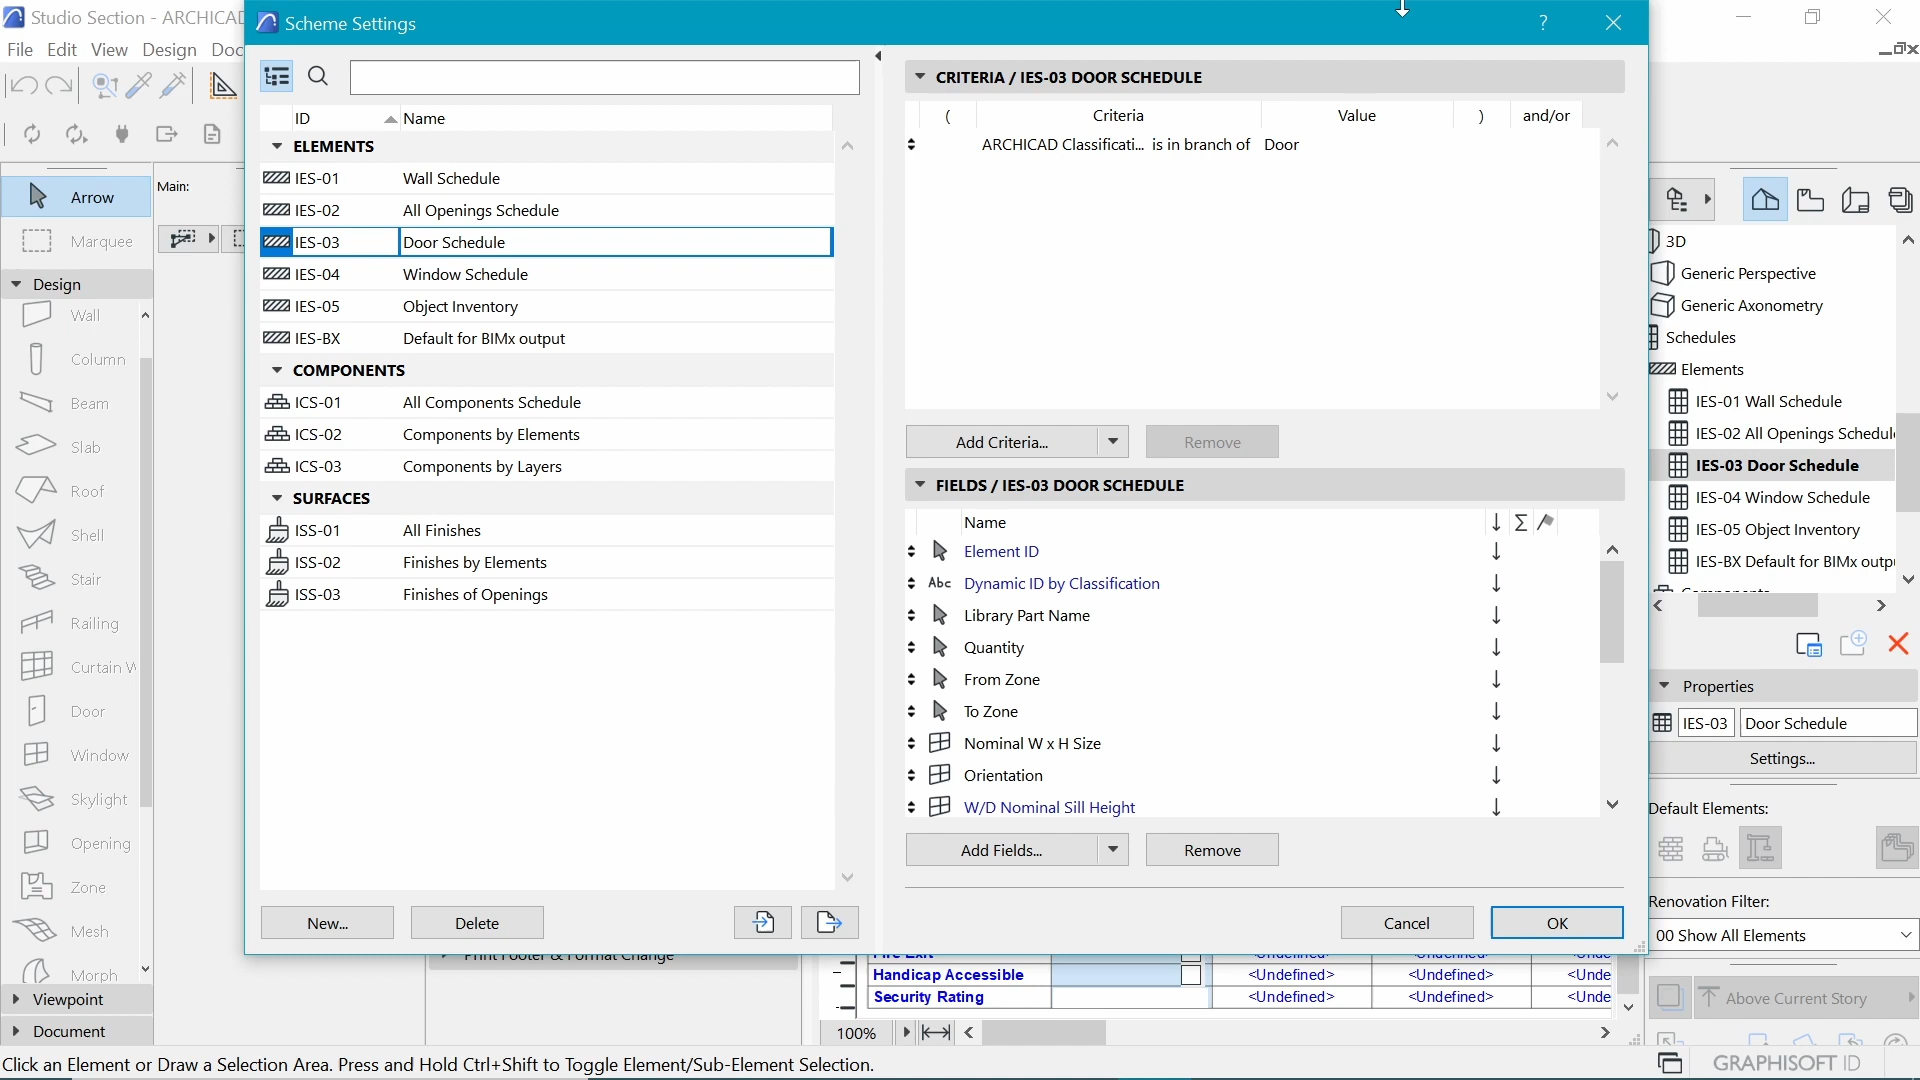 Studio Section - ARCHICAD
File Edit View Design Doc
Scheme Settings
?
Arrow
Marquee
Main:
Design
Wall
Column
Beam
Slab
Roof
Shell
Stair
Railing
Curtain W
Door
Window
Skylight
Opening
Zone
Mesh
Morph
Viewpoint
Document
ID Name
ELEMENTS
IES-01 Wall Schedule
IES-02 All Openings Schedule
IES-03 Door Schedule
IES-04 Window Schedule
IES-05 Object Inventory
IES-BX Default for BIMx output
COMPONENTS
ICS-01 All Components Schedule
ICS-02 Components by Elements
ICS-03 Components by Layers
SURFACES
ISS-01 All Finishes
ISS-02 Finishes by Elements
ISS-03 Finishes of Openings
New... Delete
CRITERIA / IES-03 DOOR SCHEDULE
( Criteria Value ) and/or
ARCHICAD Classificati... is in branch of Door
Add Criteria... Remove
FIELDS / IES-03 DOOR SCHEDULE
Name Σ
Element ID
Abc Dynamic ID by Classification
Library Part Name
Quantity
From Zone
To Zone
Nominal W x H Size
Orientation
W/D Nominal Sill Height
Add Fields... Remove
Cancel OK
Print Footer & Format Change
Fire Exit <Undefined> <Undefined> <Unde
Handicap Accessible <Undefined> <Undefined> <Unde
Security Rating <Undefined> <Undefined> <Unde
100%
3D
Generic Perspective
Generic Axonometry
Schedules
Elements
IES-01 Wall Schedule
IES-02 All Openings Schedul
IES-03 Door Schedule
IES-04 Window Schedule
IES-05 Object Inventory
IES-BX Default for BIMx outp
Components
Properties
IES-03 Door Schedule
Settings...
Default Elements:
Renovation Filter:
00 Show All Elements
Above Current Story
Click an Element or Draw a Selection Area. Press and Hold Ctrl+Shift to Toggle Element/Sub-Element Selection.
GRAPHISOFT ID